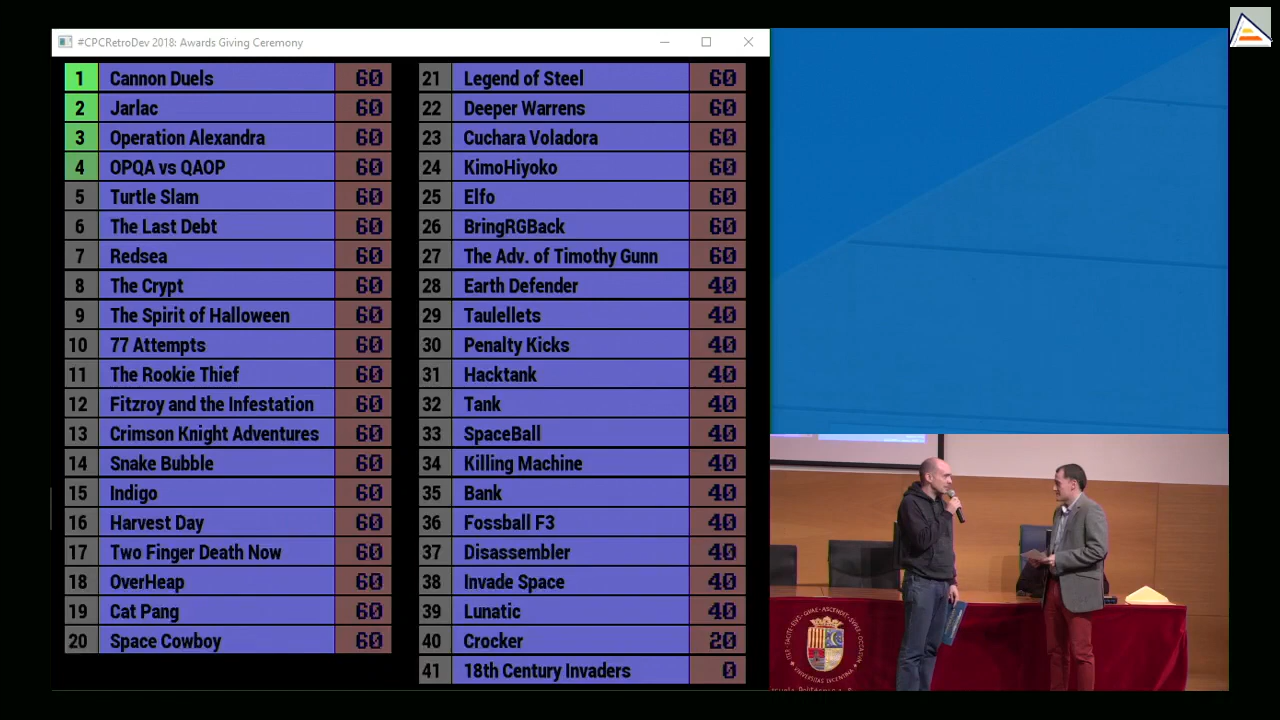 #CPCRetroDev 2018: Awards Giving Ceremony
1 Cannon Duels 60
2 Jarlac 60
3 Operation Alexandra 60
4 OPQA vs QAOP 60
5 Turtle Slam 60
6 The Last Debt 60
7 Redsea 60
8 The Crypt 60
9 The Spirit of Halloween 60
10 77 Attempts 60
11 The Rookie Thief 60
12 Fitzroy and the Infestation 60
13 Crimson Knight Adventures 60
14 Snake Bubble 60
15 Indigo 60
16 Harvest Day 60
17 Two Finger Death Now 60
18 OverHeap 60
19 Cat Pang 60
20 Space Cowboy 60
21 Legend of Steel 60
22 Deeper Warrens 60
23 Cuchara Voladora 60
24 KimoHiyoko 60
25 Elfo 60
26 BringRGBack 60
27 The Adv. of Timothy Gunn 60
28 Earth Defender 40
29 Taulellets 40
30 Penalty Kicks 40
31 Hacktank 40
32 Tank 40
33 SpaceBall 40
34 Killing Machine 40
35 Bank 40
36 Fossball F3 40
37 Disassembler 40
38 Invade Space 40
39 Lunatic 40
40 Crocker 20
41 18th Century Invaders 0